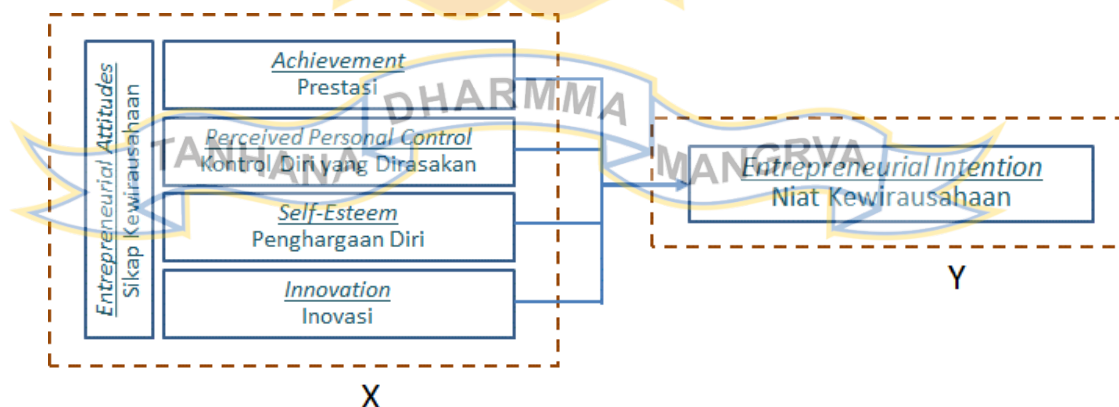 Entrepreneurial Attitudes
Sikap Kewirausahaan
Achievement
Prestasi
Perceived Personal Control
Kontrol Diri yang Dirasakan
Self-Esteem
Penghargaan Diri
Innovation
Inovasi
X
Entrepreneurial Intention
Niat Kewirausahaan
Y
TANHANA DHARMMA MANGRVA